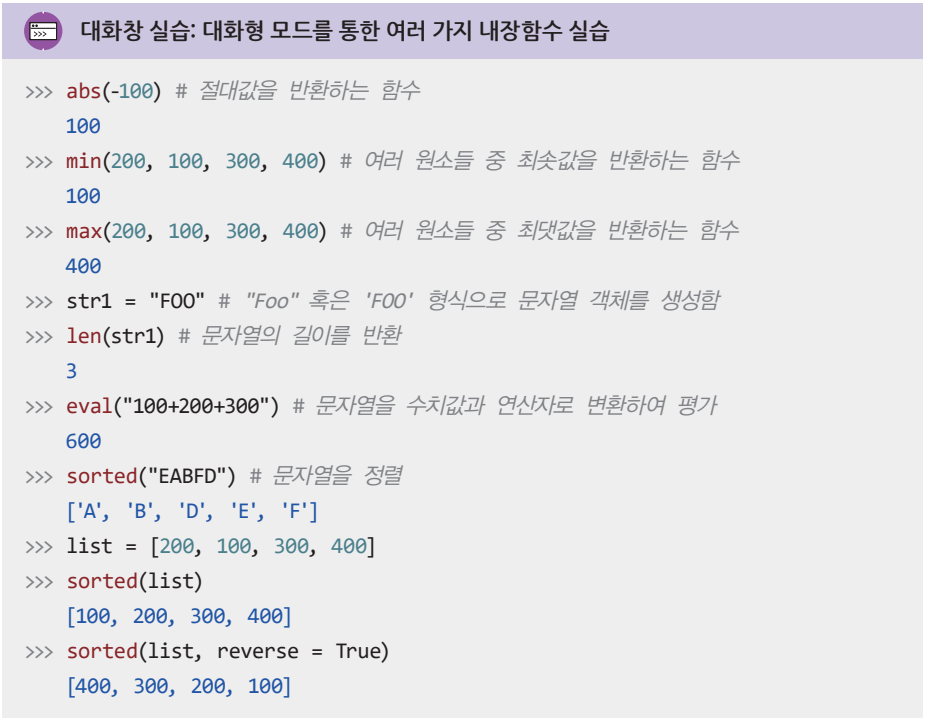 대화창 실습: 대화형 모드를 통한 여러 가지 내장함수 실습
>>> abs(-100) # 절대값을 반환하는 함수
100
>>> min(200, 100, 300, 400) # 여러 원소들 중 최솟값을 반환하는 함수
100
>>> max(200, 100, 300, 400) # 여러 원소들 중 최댓값을 반환하는 함수
400
>>> str1 = "FOO" # "Foo" 혹은 'FOO' 형식으로 문자열 객체를 생성함
>>> len(str1) # 문자열의 길이를 반환
3
>>> eval("100+200+300") # 문자열을 수치값과 연산자로 변환하여 평가
600
>>> sorted("EABFD") # 문자열을 정렬
['A', 'B', 'D', 'E', 'F']
>>> list = [200, 100, 300, 400]
>>> sorted(list)
[100, 200, 300, 400]
>>> sorted(list, reverse = True)
[400, 300, 200, 100]